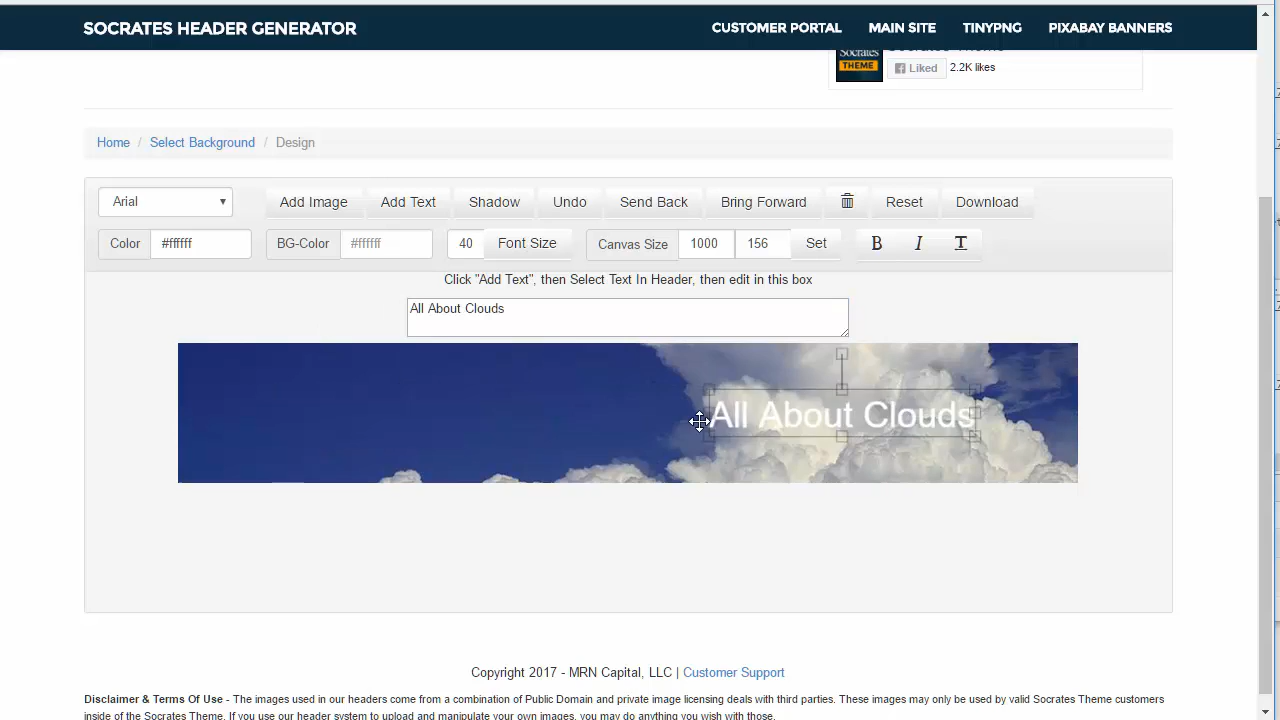 SOCRATES HEADER GENERATOR
CUSTOMER PORTAL MAIN SITE TINYPNG PIXABAY BANNERS
Socrates Theme
Socrates
THEME
Liked 2.2K likes
Home / Select Background / Design
Arial Add Image Add Text Shadow Undo Send Back Bring Forward Reset Download
Color #ffffff BG-Color #ffffff 40 Font Size Canvas Size 1000 156 Set B I T
Click "Add Text", then Select Text In Header, then edit in this box
All About Clouds
All About Clouds
Copyright 2017 - MRN Capital, LLC | Customer Support
Disclaimer & Terms Of Use - The images used in our headers come from a combination of Public Domain and private image licensing deals with third parties. These images may only be used by valid Socrates Theme customers
inside of the Socrates Theme. If you use our header system to upload and manipulate your own images, you may do anything you wish with those.